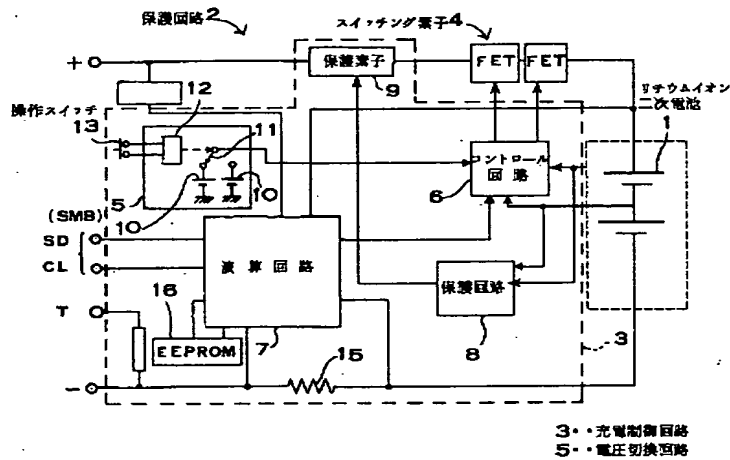 保護回路2
スイッチング素子4
+
保護素子
9
FET
FET
リチウムイオン
二次電池
1
操作スイッチ
12
13
11
5
10
10
コントロール
回路
6
(SMB)
SD
CL
演算回路
7
保護回路
8
T
16
EEPROM
15
3
-
3・・充電制御回路
5・・電圧切換回路